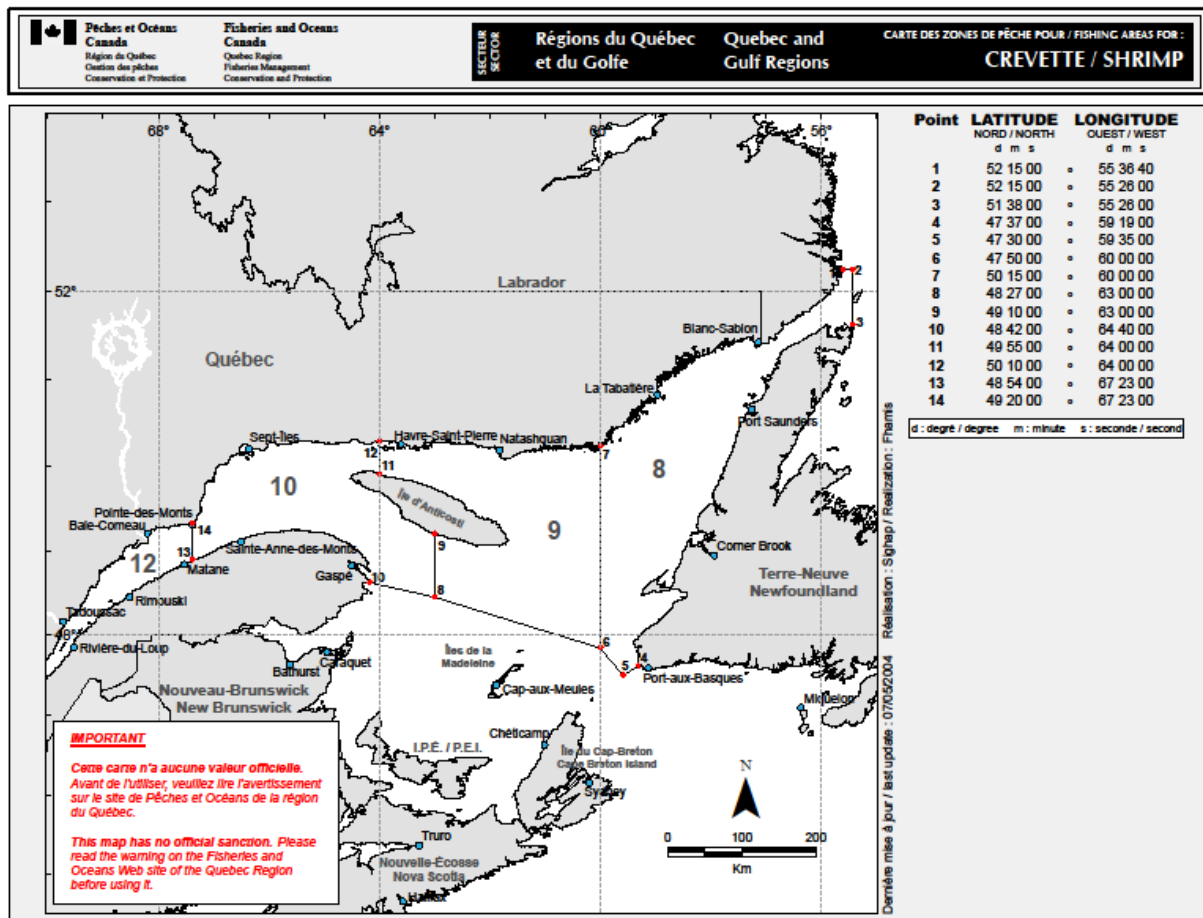 Pêches et Océans
Canada
Région du Québec
Gestion des pêches
Conservation et Protection
Fisheries and Oceans
Canada
Quebec Region
Fisheries Management
Conservation and Protection
SECTEUR
SECTOR
Régions du Québec
et du Golfe
Quebec and
Gulf Regions
CARTE DES ZONES DE PÊCHE POUR / FISHING AREAS FOR :
CREVETTE / SHRIMP
68°
64°
60
56°
52°
Labrador
2
3
Blanc-Sablon
Québec
La Tabatière
Port Saunders
Sept-Îles
Havre-Saint-Pierre
Natashquan
12
7
8
11
10
Île d'Anticosti
9
Pointe-des-Monts
14
Baie-Comeau
9
13
Sainte-Anne-des-Monts
Corner Brook
12
Matane
Gaspé
10
Terre-Neuve
Newfoundland
Rimouski
8
Tadoussac
48°
6
Rivière-du-Loup
Îles de la
Madeleine
4
5
Port-aux-Basques
Caraquet
Bathurst
Cap-aux-Meules
Nouveau-Brunswick
New Brunswick
Miquelon
Chéticamp
I.P.É. / P.E.I.
Île du Cap-Breton
Cape Breton Island
Sydney
N
Truro
0 100 200
Km
Nouvelle-Écosse
Nova Scotia
Halifax
IMPORTANT
Cette carte n'a aucune valeur officielle.
Avant de l'utiliser, veuillez lire l'avertissement
sur le site de Pêches et Océans de la région
du Québec.
This map has no official sanction. Please
read the warning on the Fisheries and
Oceans Web site of the Quebec Region
before using it.
Point LATITUDE LONGITUDE
NORD / NORTH OUEST / WEST
d m s d m s
1 52 15 00 ° 55 36 40
2 52 15 00 ° 55 26 00
3 51 38 00 ° 55 26 00
4 47 37 00 ° 59 19 00
5 47 30 00 ° 59 35 00
6 47 50 00 ° 60 00 00
7 50 15 00 ° 60 00 00
8 48 27 00 ° 63 00 00
9 49 10 00 ° 63 00 00
10 48 42 00 ° 64 40 00
11 49 55 00 ° 64 00 00
12 50 10 00 ° 64 00 00
13 48 54 00 ° 67 23 00
14 49 20 00 ° 67 23 00
d : degré / degree m : minute s : seconde / second
Dernière mise à jour / last update : 07/05/2004 Réalisation : Sighap / Realization : Fhamis